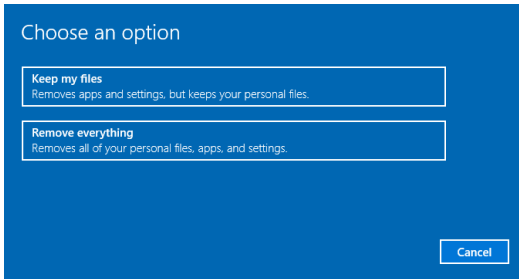 Choose an option
Keep my files
Removes apps and settings, but keeps your personal files.
Remove everything
Removes all of your personal files, apps, and settings.
Cancel